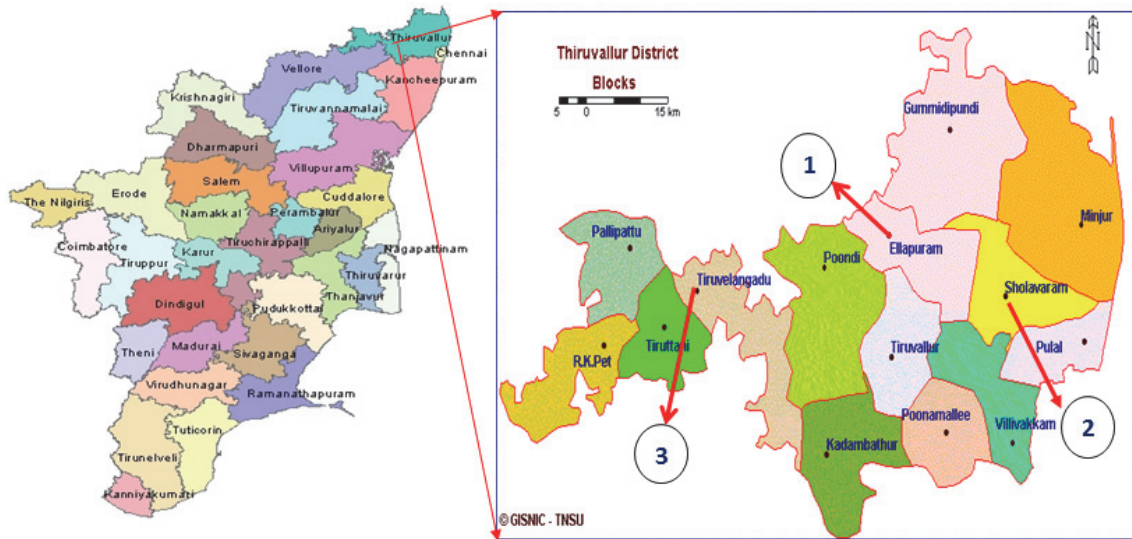 Thiruvallur
Chennai
Vellore
Kancheepuram
Krishnagiri
Tiruvannamalai
Dharmapuri
Villupuram
Salem
Erode
The Nilgiris
Cuddalore
Namakkal
Perambalur
Ariyalur
Tiruchirappalli
Nagapattinam
Coimbatore
Karur
Tiruppur
Thiruvarur
Thanjavur
Dindigul
Pudukkottai
Theni
Madurai
Sivaganga
Virudhunagar
Ramanathapuram
Tuticorin
Tirunelveli
Kanniyakumari
Thiruvallur District
Blocks
5 0 15 km
N
Gummidipundi
1
Minjur
Pallipattu
Ellapuram
Poondi
Tiruvelangadu
Sholavaram
Tiruttani
R.K.Pet
Tiruvallur
Pulal
Poonamallee
Villivakkam
2
Kadambathur
3
© GISNIC - TNSU